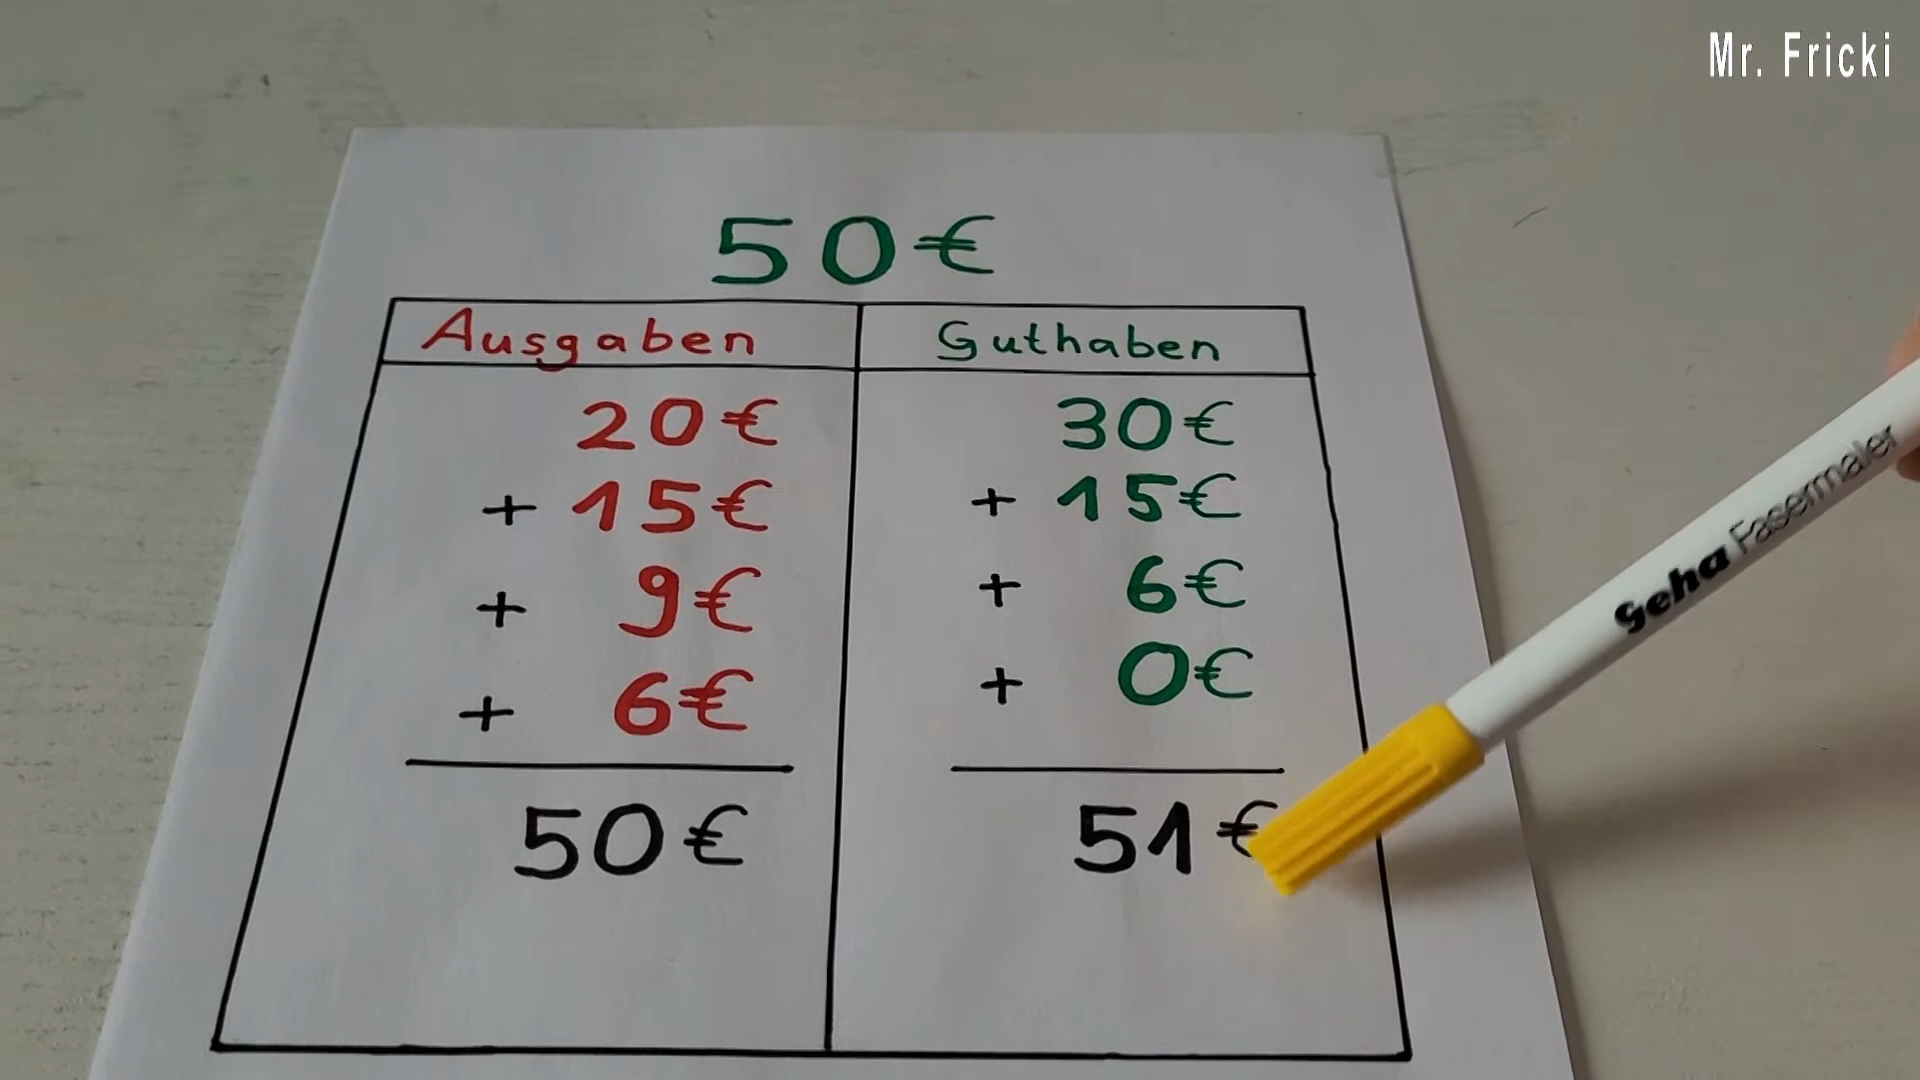 Mr. Fricki
50€
Ausgaben Guthaben
20€ 30€
+ 15€ + 15€
+ 9€ + 6€
+ 6€ + 0€
50€ 51€
Geha Fasermaler